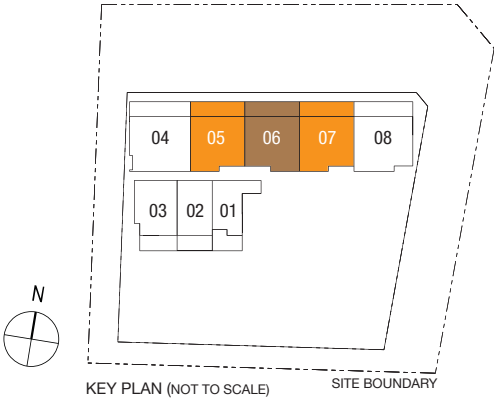 04 05 06 07 08
03 02 01
N
KEY PLAN (NOT TO SCALE)
SITE BOUNDARY